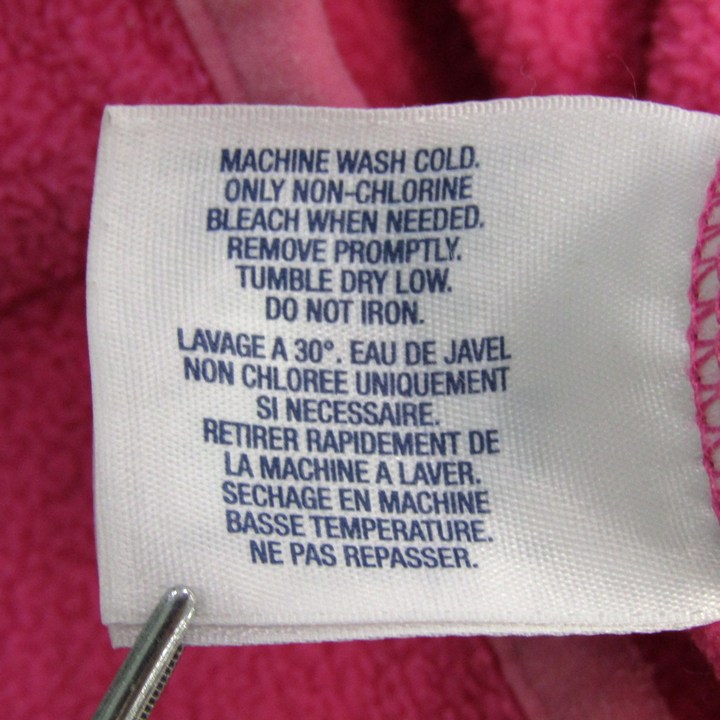 MACHINE WASH COLD.
ONLY NON-CHLORINE
BLEACH WHEN NEEDED.
REMOVE PROMPTLY.
TUMBLE DRY LOW.
DO NOT IRON.
LAVAGE A 30°. EAU DE JAVEL
NON CHLOREE UNIQUEMENT
SI NECESSAIRE.
RETIRER RAPIDEMENT DE
LA MACHINE A LAVER.
SECHAGE EN MACHINE
BASSE TEMPERATURE.
NE PAS REPASSER.